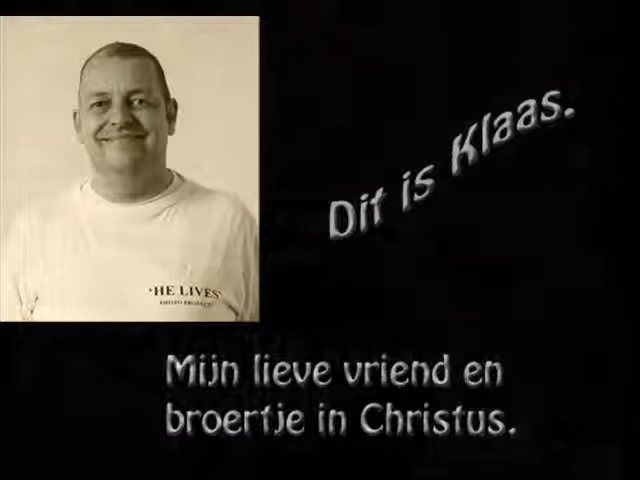 Dit is Klaas.
"HE LIVES"
Mijn lieve vriend en
broertje in Christus.